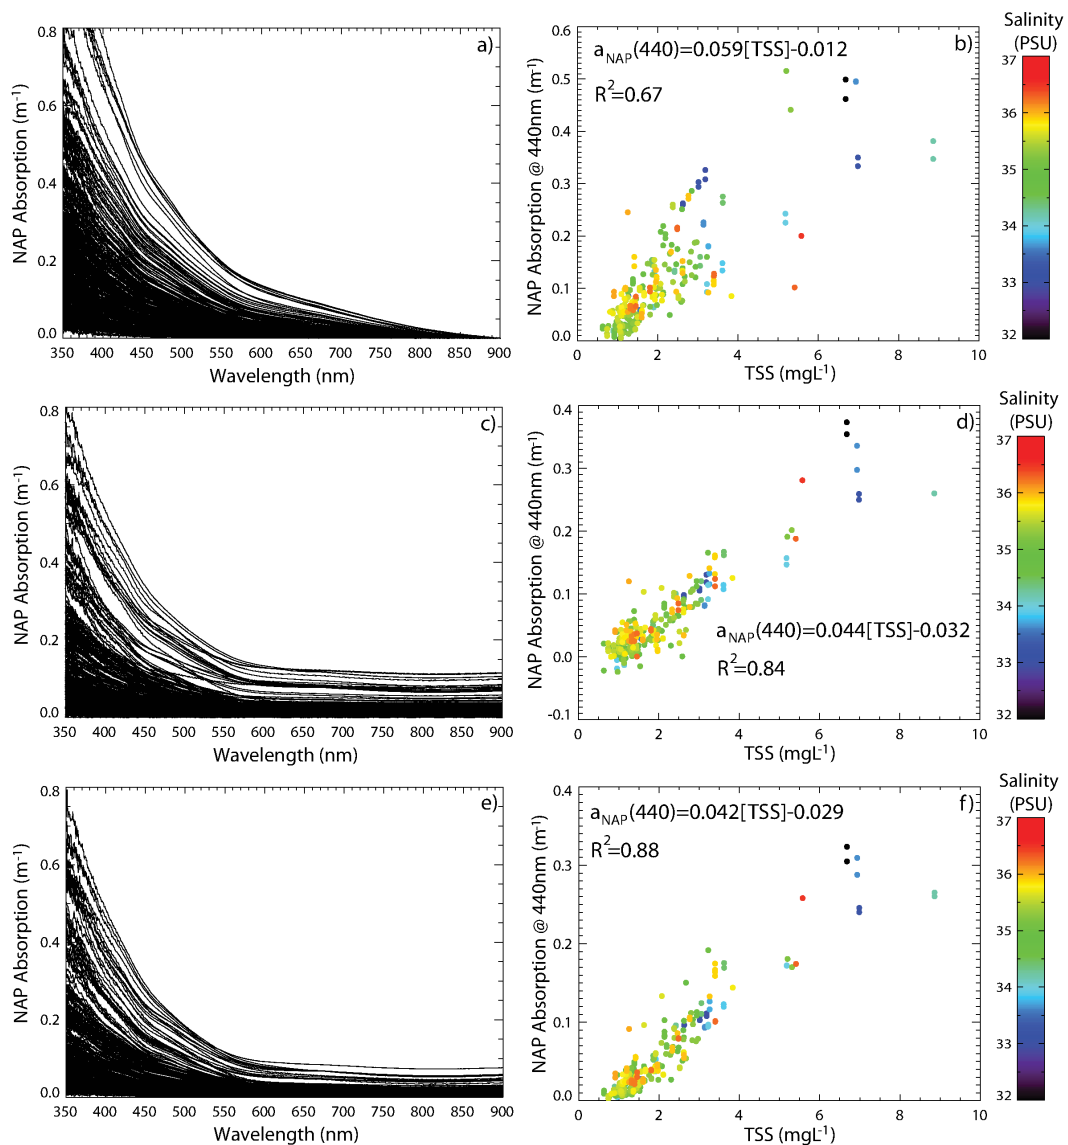 a)
0.8
0.6
0.4
0.2
0.0
NAP Absorption (m⁻¹)
350 400 450 500 550 600 650 700 750 800 850 900
Wavelength (nm)
b)
aNAP(440)=0.059[TSS]-0.012
R²=0.67
0.6
0.5
0.4
0.3
0.2
0.1
0.0
NAP Absorption @ 440nm (m⁻¹)
0 2 4 6 8 10
TSS (mgL⁻¹)
Salinity
(PSU)
37
36
35
34
33
32
c)
0.8
0.6
0.4
0.2
0.0
NAP Absorption (m⁻¹)
350 400 450 500 550 600 650 700 750 800 850 900
Wavelength (nm)
d)
0.4
0.3
0.2
0.1
0.0
-0.1
NAP Absorption @ 440nm (m⁻¹)
aNAP(440)=0.044[TSS]-0.032
R²=0.84
0 2 4 6 8 10
TSS (mgL⁻¹)
Salinity
(PSU)
37
36
35
34
33
32
e)
0.8
0.6
0.4
0.2
0.0
NAP Absorption (m⁻¹)
350 400 450 500 550 600 650 700 750 800 850 900
Wavelength (nm)
f)
aNAP(440)=0.042[TSS]-0.029
R²=0.88
0.4
0.3
0.2
0.1
0.0
NAP Absorption @ 440nm (m⁻¹)
0 2 4 6 8 10
TSS (mgL⁻¹)
Salinity
(PSU)
37
36
35
34
33
32